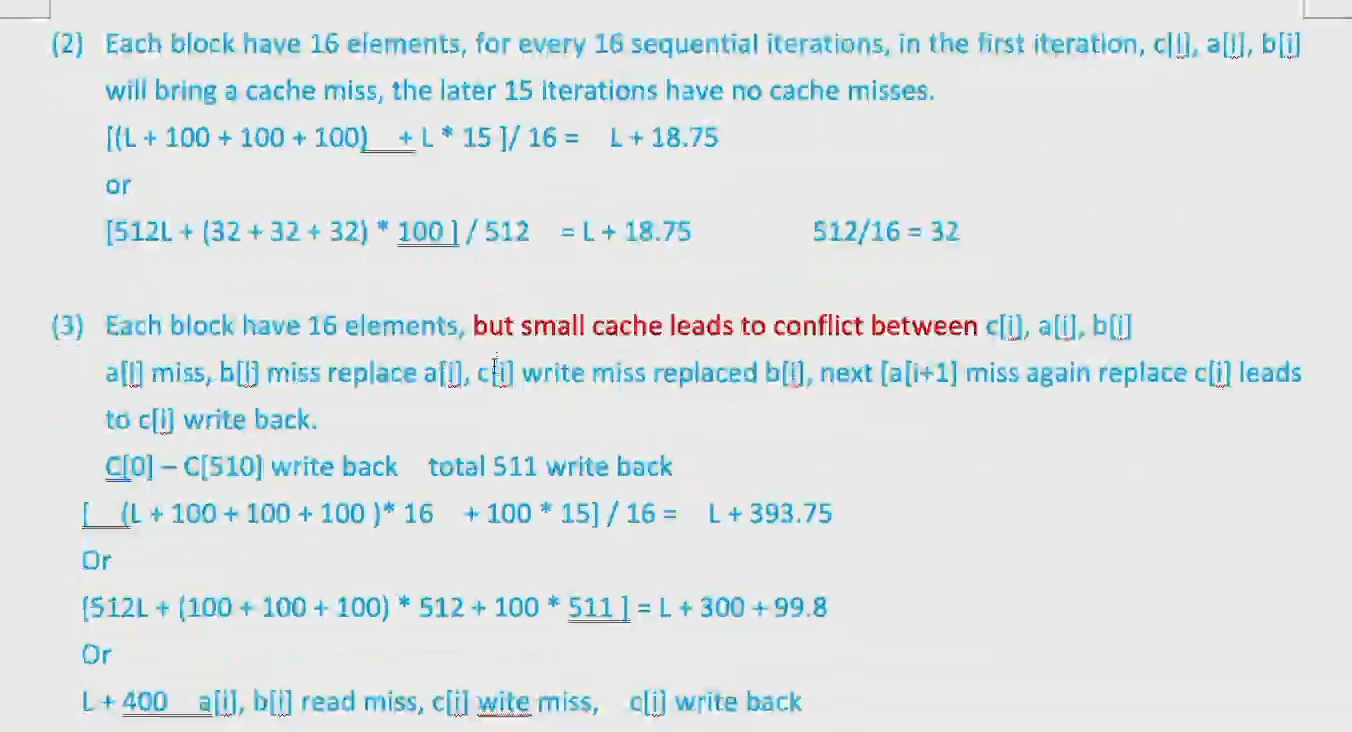 (2) Each block have 16 elements, for every 16 sequential iterations, in the first iteration, c[i], a[i], b[i]
will bring a cache miss, the later 15 iterations have no cache misses.
[(L + 100 + 100 + 100) + L * 15 ]/ 16 = L + 18.75
or
[512L + (32 + 32 + 32) * 100 ] / 512 = L + 18.75 512/16 = 32
(3) Each block have 16 elements, but small cache leads to conflict between c[i], a[i], b[i]
a[i] miss, b[i] miss replace a[i], c[i] write miss replaced b[i], next [a[i+1] miss again replace c[i] leads
to c[i] write back.
C[0] – C[510] write back total 511 write back
[ (L + 100 + 100 + 100 )* 16 + 100 * 15] / 16 = L + 393.75
Or
[512L + (100 + 100 + 100) * 512 + 100 * 511 ] = L + 300 + 99.8
Or
L + 400 a[i], b[i] read miss, c[i] wite miss, c[i] write back